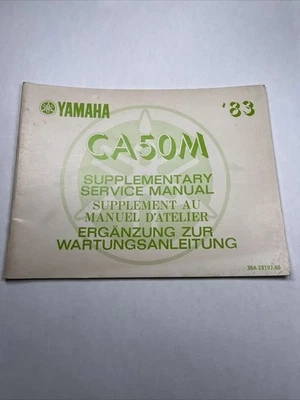 YAMAHA '83
CA50M
SUPPLEMENTARY
SERVICE MANUAL
SUPPLEMENT AU
MANUEL D'ATELIER
ERGÄNZUNG ZUR
WARTUNGSANLEITUNG